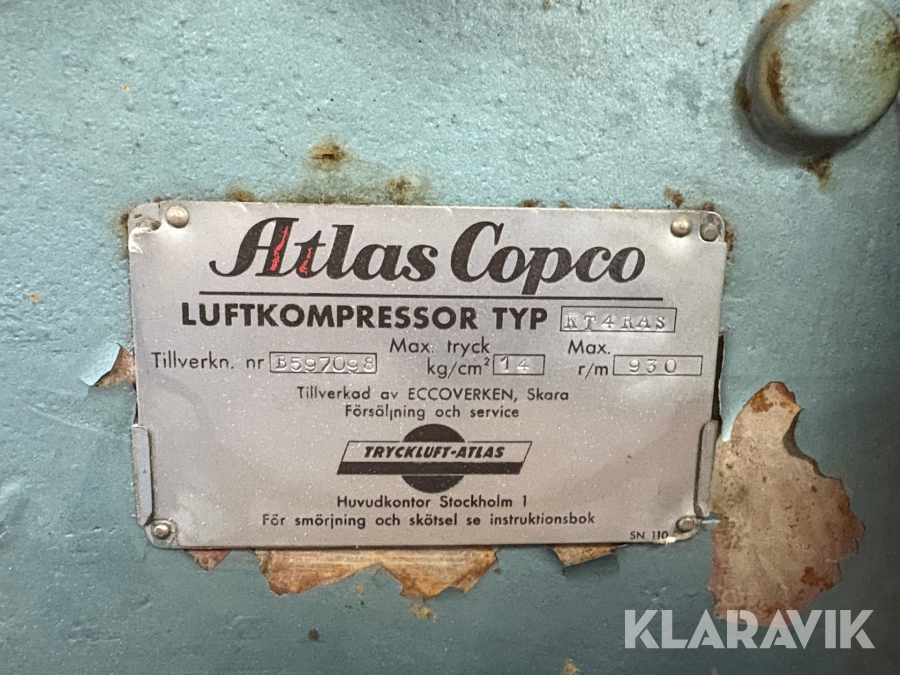 Atlas Copco
LUFTKOMPRESSOR TYP KT4RAS
Tillverkn. nr B597098 Max. tryck kg/cm² 14 Max. r/m 930
Tillverkad av ECCOVERKEN, Skara
Försäljning och service
TRYCKLUFT-ATLAS
Huvudkontor Stockholm 1
För smörjning och skötsel se instruktionsbok
SN 110
KLARAVIK